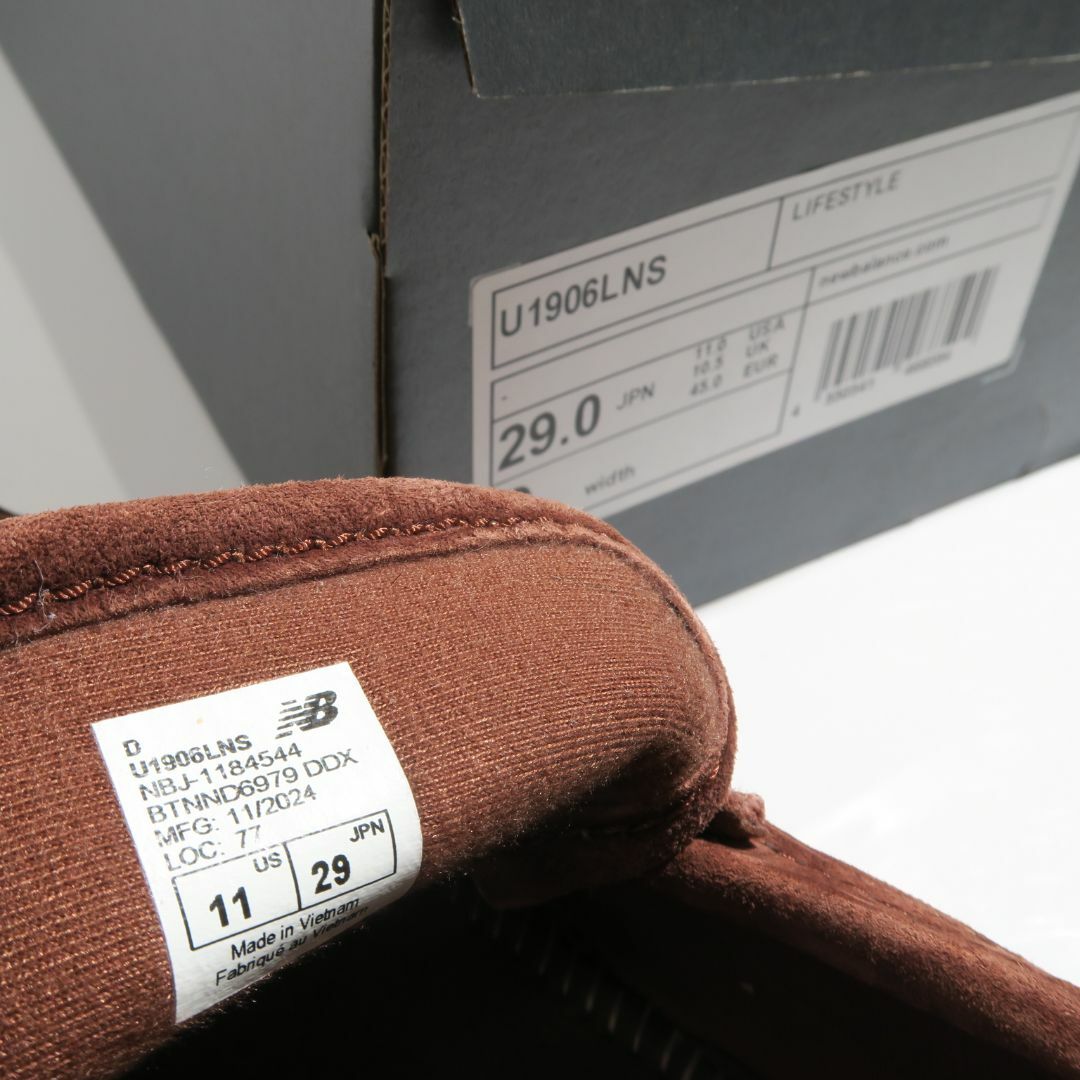 U1906LNS
LIFESTYLE
newbalance.com
-
29.0 JPN
11.0 USA
10.5 UK
45.0 EUR
width
NB
D
U1906LNS
NBJ-1184544
BTNND6979 DDX
MFG: 11/2024
LOC: 77
US JPN
11 29
Made in Vietnam
Fabriqué au Vietnam